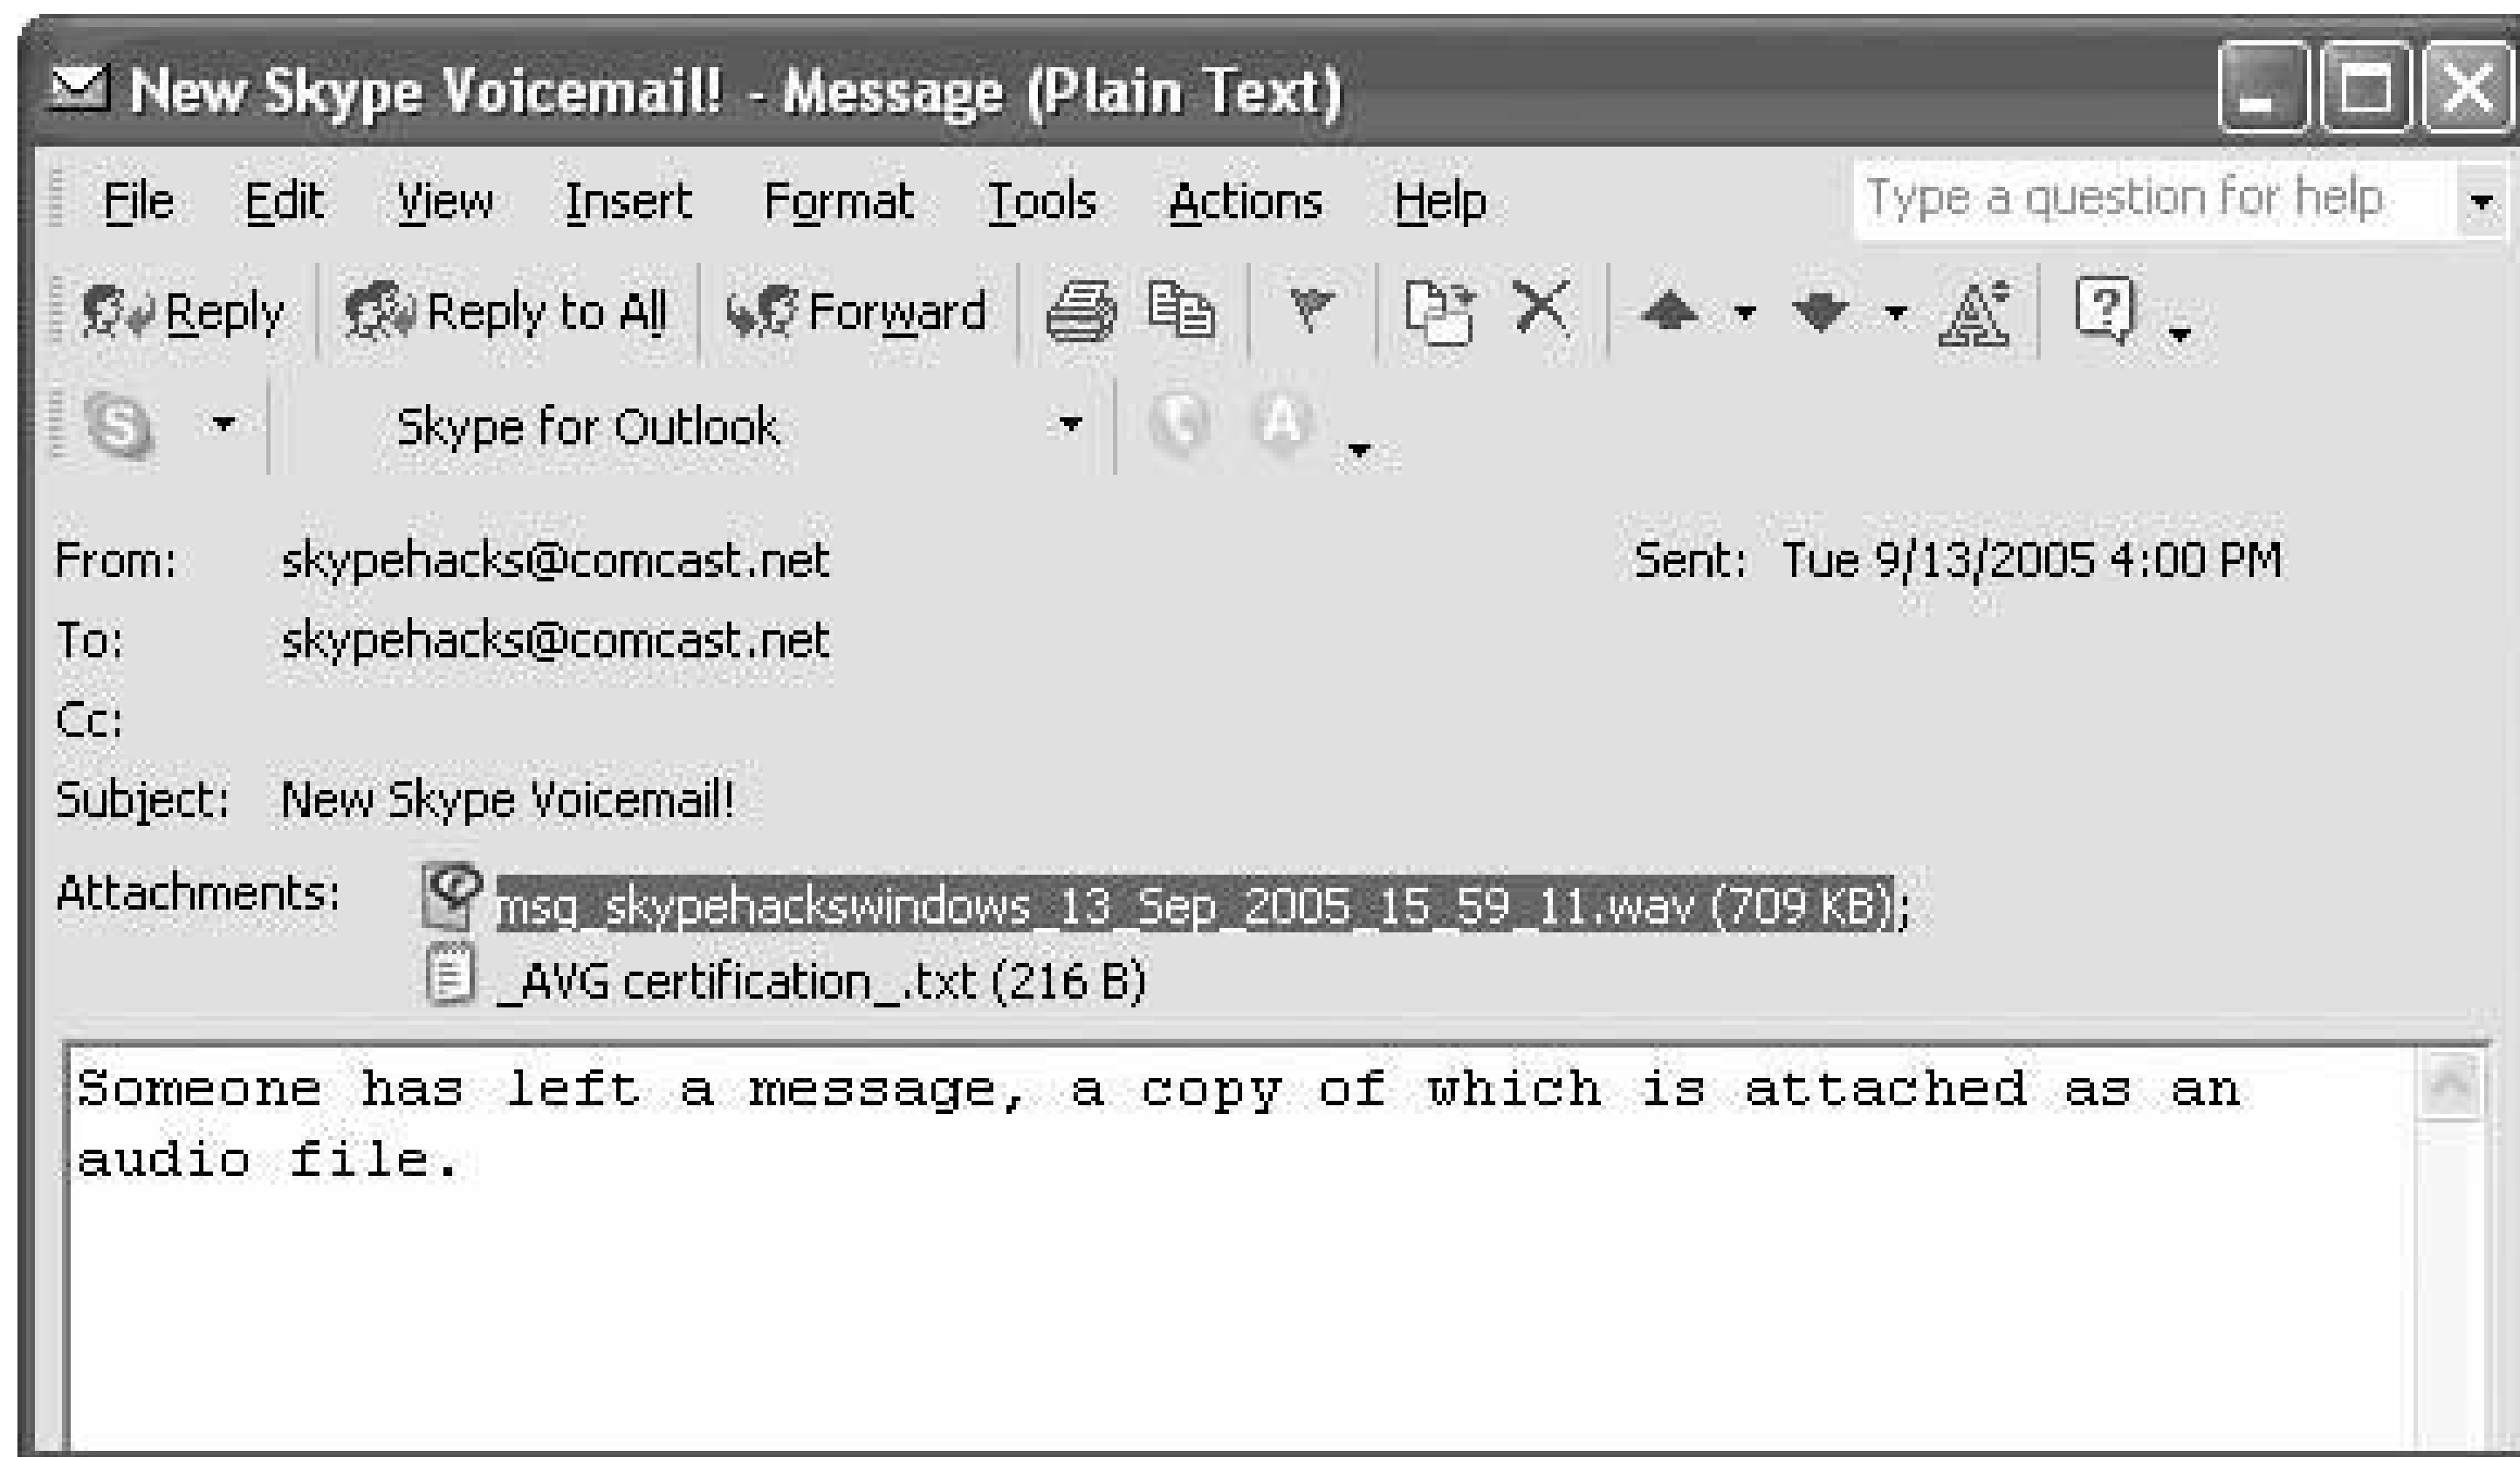 New Skype Voicemail! - Message (Plain Text)
File Edit View Insert Format Tools Actions Help Type a question for help
Reply Reply to All Forward
Skype for Outlook
From: skypehacks@comcast.net Sent: Tue 9/13/2005 4:00 PM
To: skypehacks@comcast.net
Cc:
Subject: New Skype Voicemail!
Attachments: msg_skypehackswindows_13_Sep_2005_15_59_11.wav (709 KB);
_AVG certification_.txt (216 B)
Someone has left a message, a copy of which is attached as an
audio file.